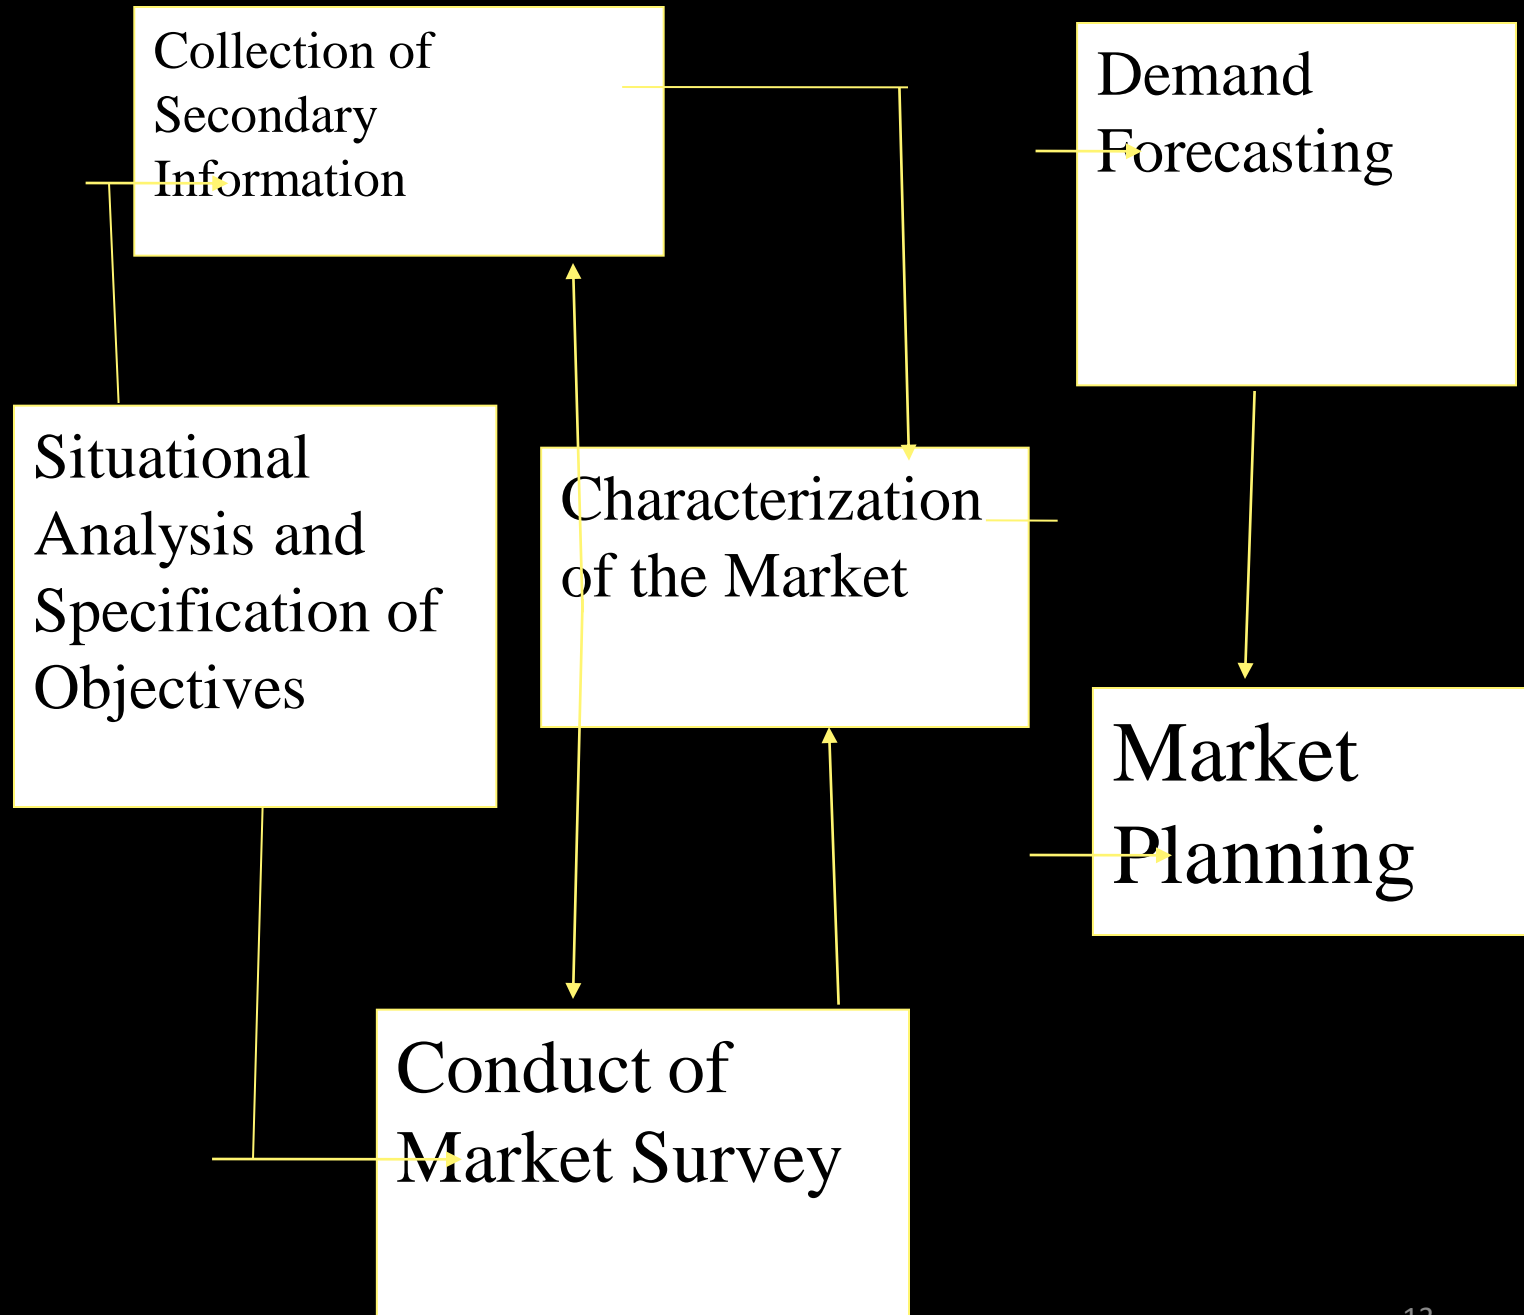 Collection of
Secondary
Information
Demand
Forecasting
Situational
Analysis and
Specification of
Objectives
Characterization
of the Market
Market
Planning
Conduct of
Market Survey